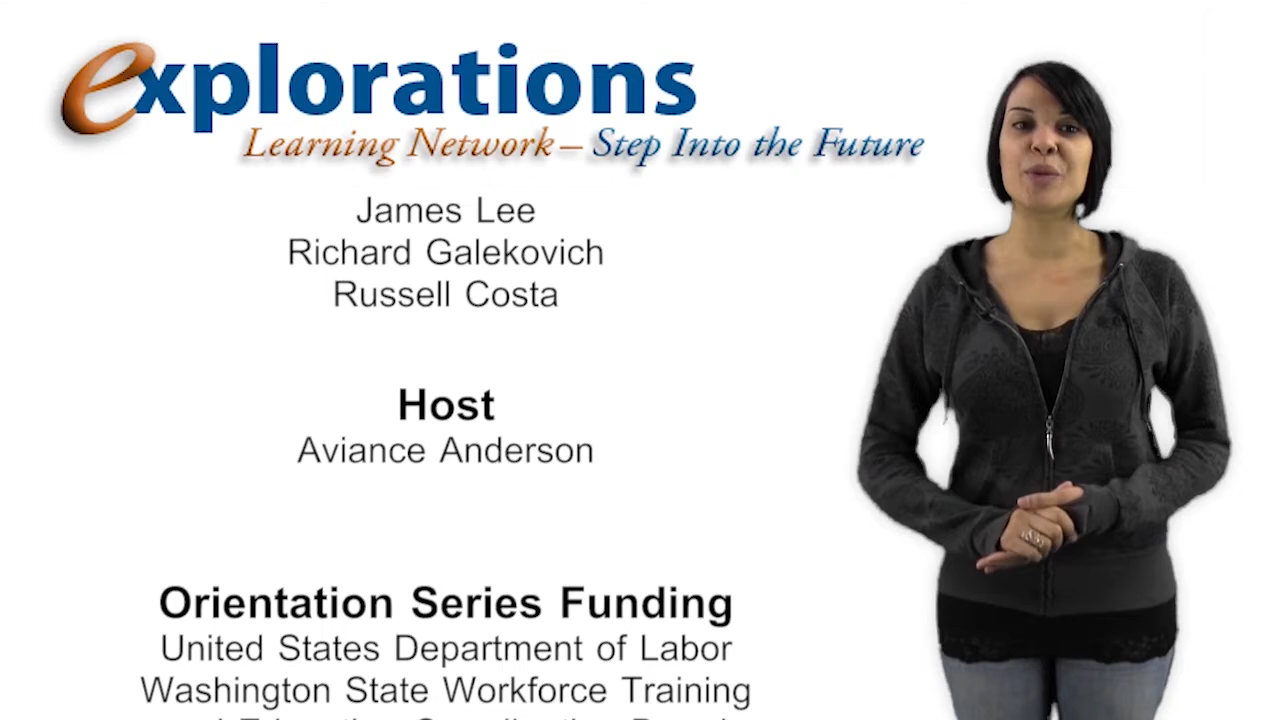 explorations
Learning Network – Step Into the Future
James Lee
Richard Galekovich
Russell Costa
Host
Aviance Anderson
Orientation Series Funding
United States Department of Labor
Washington State Workforce Training